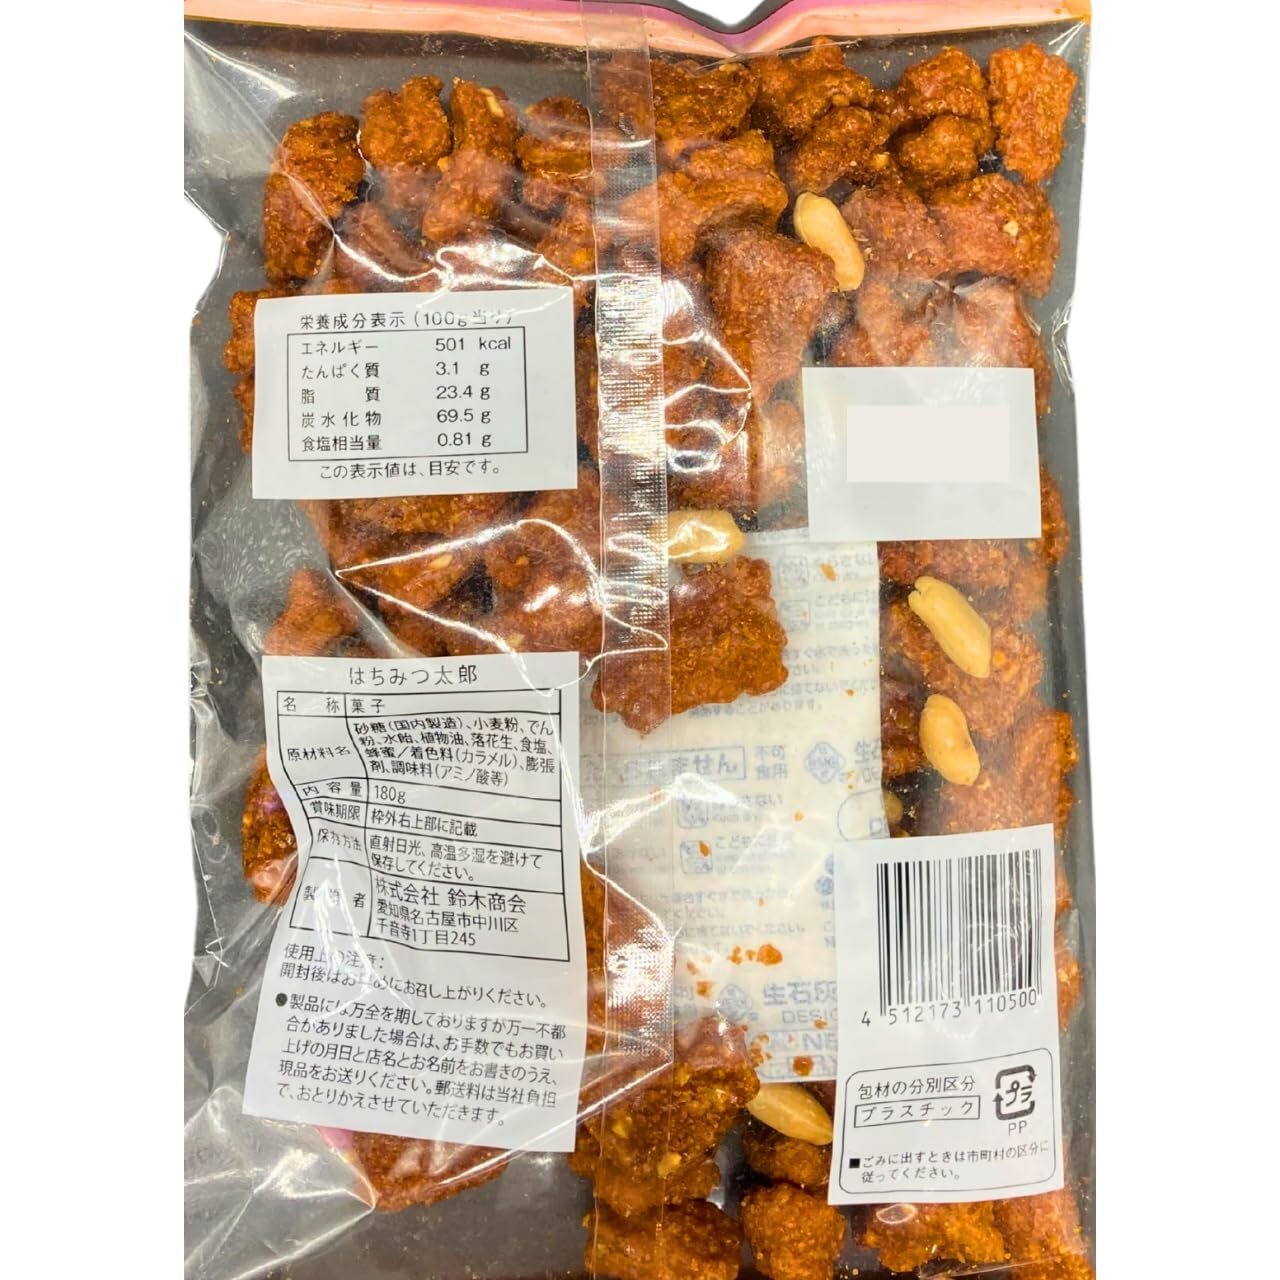 栄養成分表示(100g当り)
エネルギー 501 kcal
たんぱく質 3.1 g
脂質 23.4 g
炭水化物 69.5 g
食塩相当量 0.81 g
この表示値は、目安です。
はちみつ太郎
名称 菓子
原材料名 砂糖(国内製造)、小麦粉、でん
粉、水飴、植物油、落花生、食塩、
蜂蜜/着色料(カラメル)、膨張
剤、調味料(アミノ酸等)
内容量 180g
賞味期限 枠外右上部に記載
保存方法 直射日光、高温多湿を避けて
保存してください。
製造者 株式会社 鈴木商会
愛知県名古屋市中川区
千音寺1丁目245
使用上の注意:
開封後はお早めにお召し上がりください。
●製品には万全を期しておりますが万一不都
合がありました場合は、お手数でもお買い
上げの月日と店名とお名前をお書きのうえ、
現品をお送りください。郵送料は当社負担
で、おとりかえさせていただきます。
ません
不可
食用
生石
こども
生石灰
DESI
4 512173 110500
包材の分別区分
プラスチック
プラ
PP
■ごみに出すときは市町村の区分に
従ってください。